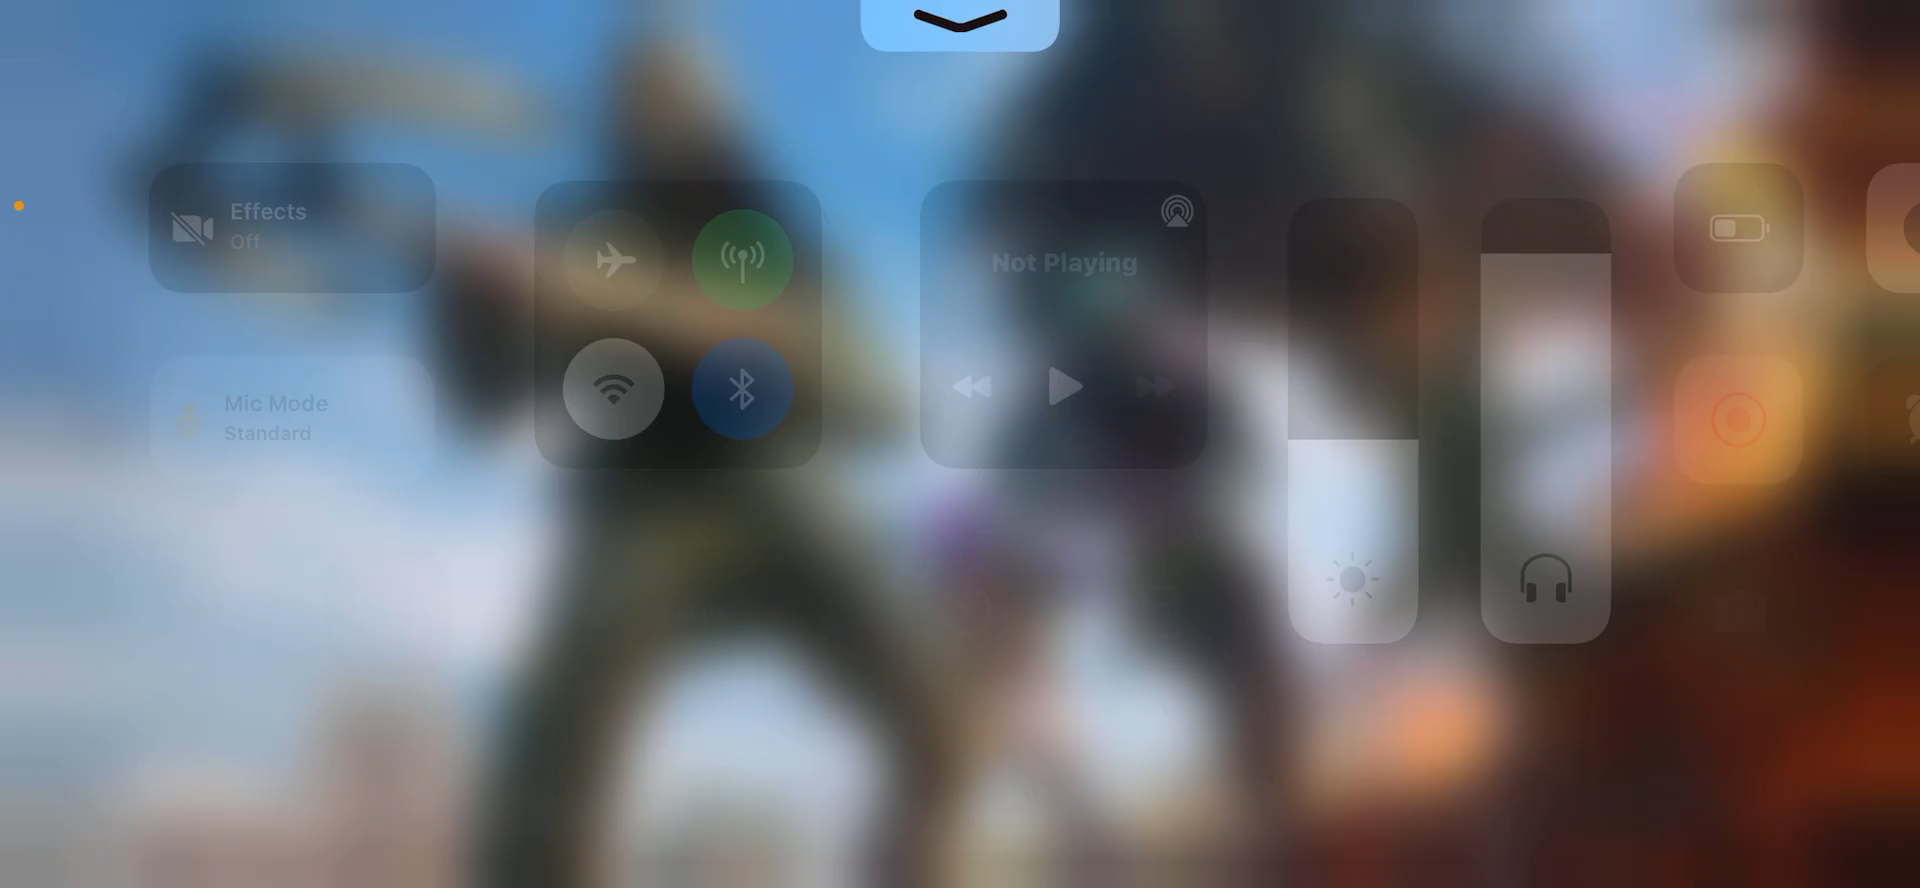 Effects
Off
Mic Mode
Standard
Not Playing